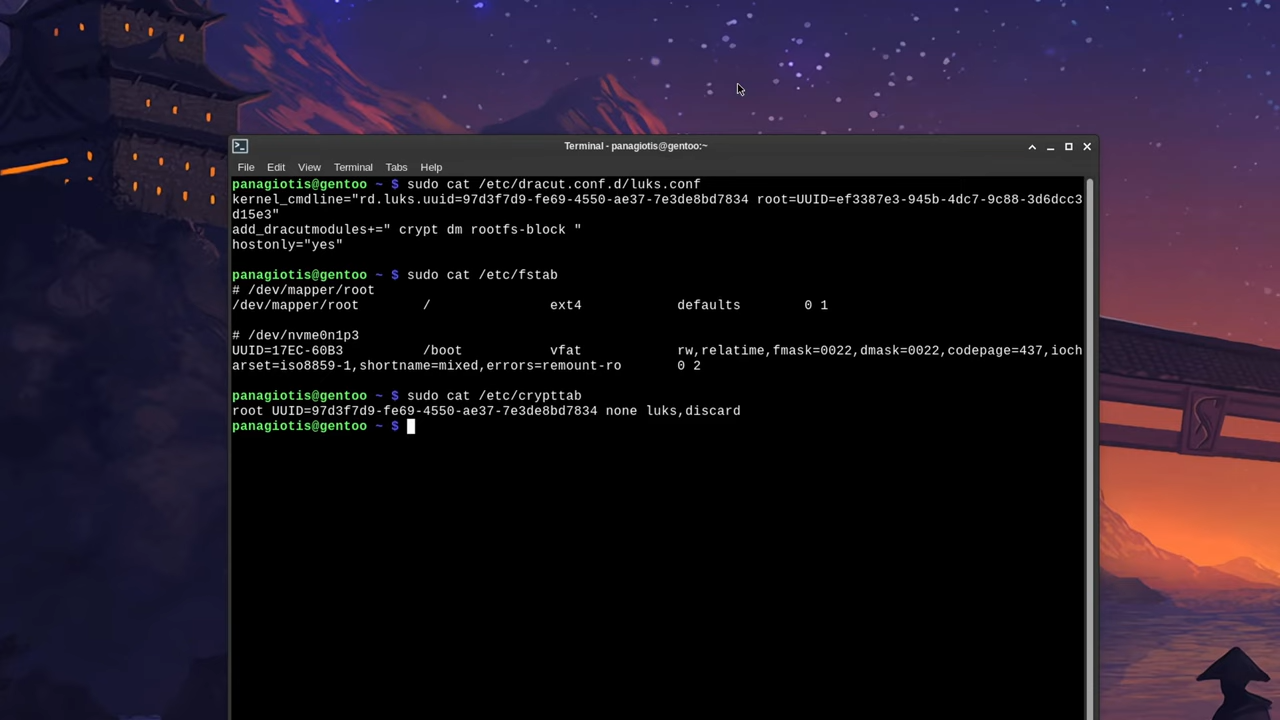 Terminal - panagiotis@gentoo:~
File Edit View Terminal Tabs Help
panagiotis@gentoo ~ $ sudo cat /etc/dracut.conf.d/luks.conf
kernel_cmdline="rd.luks.uuid=97d3f7d9-fe69-4550-ae37-7e3de8bd7834 root=UUID=ef3387e3-945b-4dc7-9c88-3d6dcc3
d15e3"
add_dracutmodules+=" crypt dm rootfs-block "
hostonly="yes"
panagiotis@gentoo ~ $ sudo cat /etc/fstab
# /dev/mapper/root
/dev/mapper/root / ext4 defaults 0 1
# /dev/nvme0n1p3
UUID=17EC-60B3 /boot vfat rw,relatime,fmask=0022,dmask=0022,codepage=437,ioch
arset=iso8859-1,shortname=mixed,errors=remount-ro 0 2
panagiotis@gentoo ~ $ sudo cat /etc/crypttab
root UUID=97d3f7d9-fe69-4550-ae37-7e3de8bd7834 none luks,discard
panagiotis@gentoo ~ $